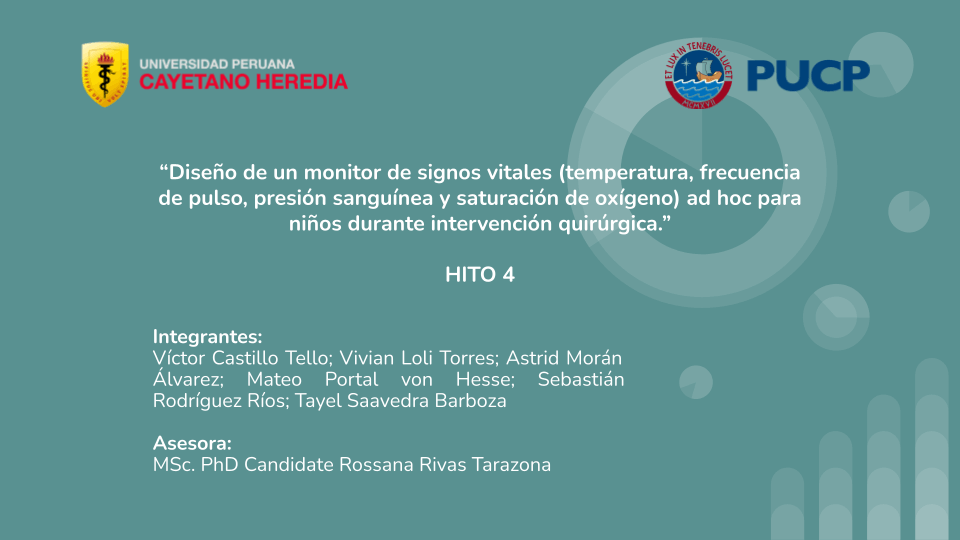 UNIVERSIDAD PERUANA
CAYETANO HEREDIA
ET LUX IN TENEBRIS LUCET
MCMXVII
PUCP
“Diseño de un monitor de signos vitales (temperatura, frecuencia
de pulso, presión sanguínea y saturación de oxígeno) ad hoc para
niños durante intervención quirúrgica.”
HITO 4
Integrantes:
Víctor Castillo Tello; Vivian Loli Torres; Astrid Morán
Álvarez; Mateo Portal von Hesse; Sebastián
Rodríguez Ríos; Tayel Saavedra Barboza
Asesora:
MSc. PhD Candidate Rossana Rivas Tarazona